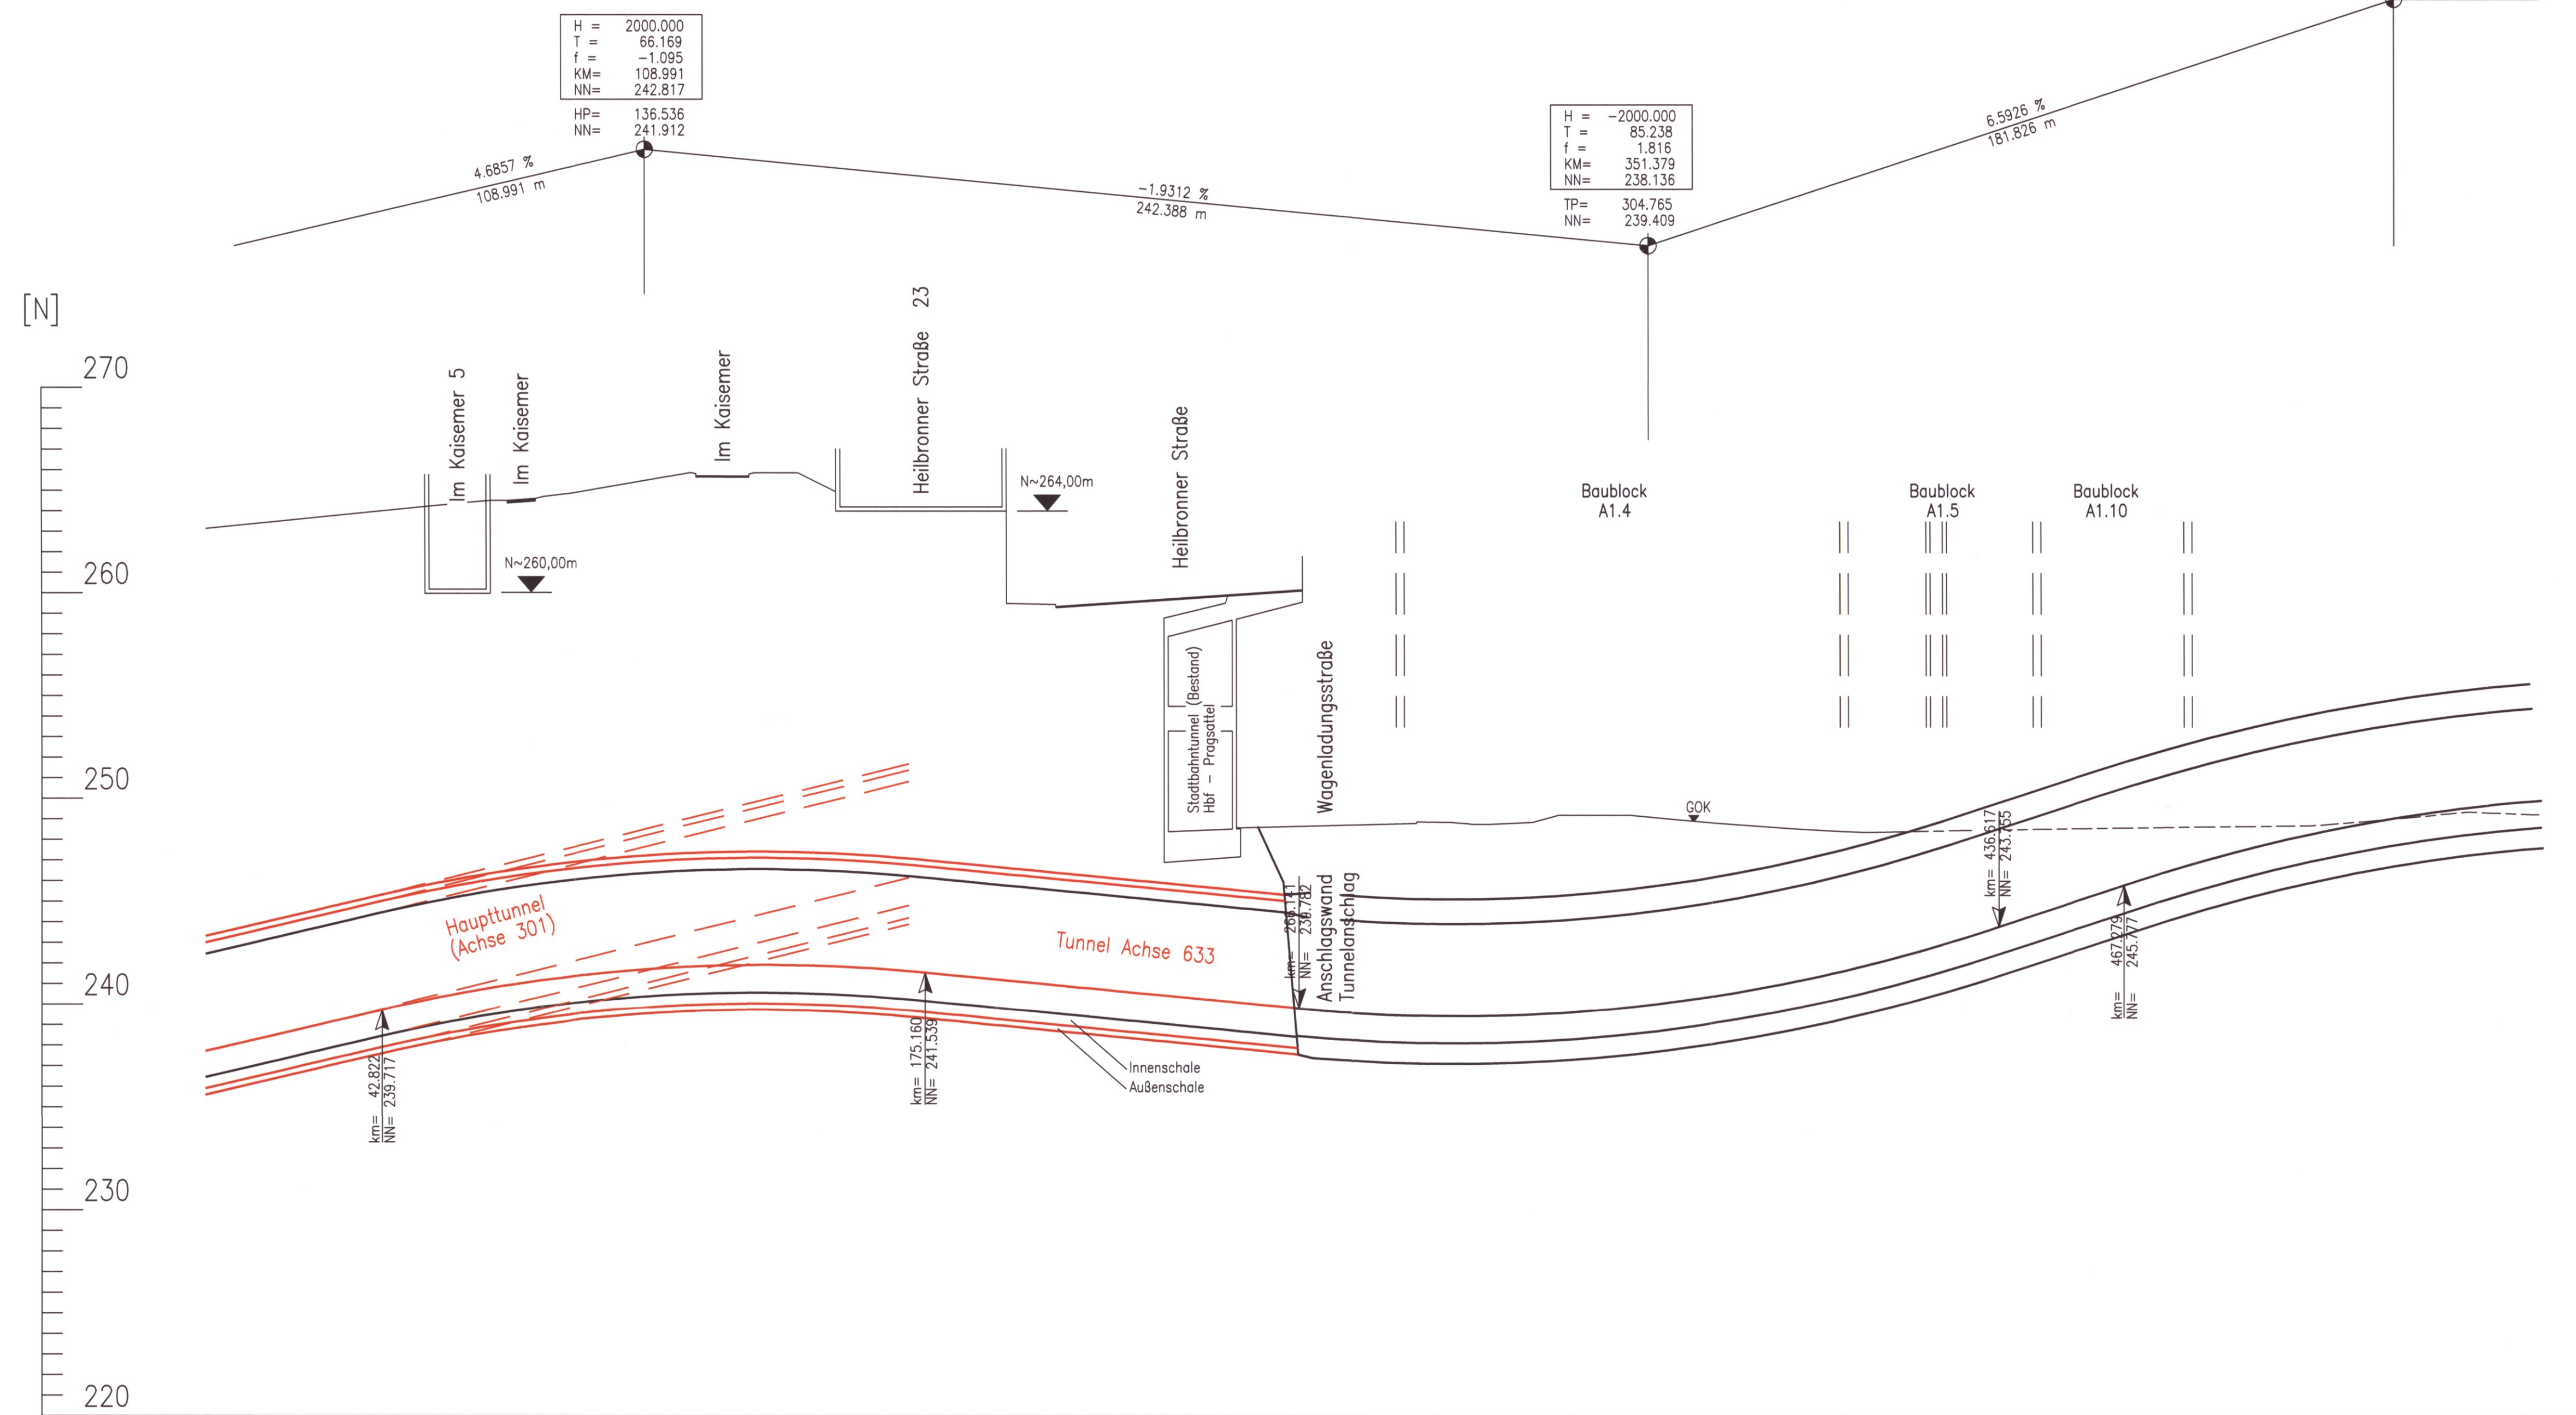 H = 2000.000
T = 66.169
f = -1.095
KM= 108.991
NN= 242.817
HP= 136.536
NN= 241.912
H = -2000.000
T = 85.238
f = 1.816
KM= 351.379
NN= 238.136
TP= 304.765
NN= 239.409
4.6857 %
108.991 m
-1.9312 %
242.388 m
6.5926 %
181.826 m
[N]
270
260
250
240
230
220
Im Kaisemer 5
Im Kaisemer
Im Kaisemer
Heilbronner Straße 23
Heilbronner Straße
N~264,00m
N~260,00m
Baublock
A1.4
Baublock
A1.5
Baublock
A1.10
Stadtbahntunnel (Bestand)
Hbf - Pragsattel
Wagenladungsstraße
GOK
Haupttunnel
(Achse 301)
Tunnel Achse 633
Anschlagswand
Tunnelanschlag
km= 42.822
NN= 239.717
km= 175.160
NN= 241.539
km=
NN= 239.782
km= 436.617
NN= 243.755
km= 467.279
NN= 245.777
Innenschale
Außenschale